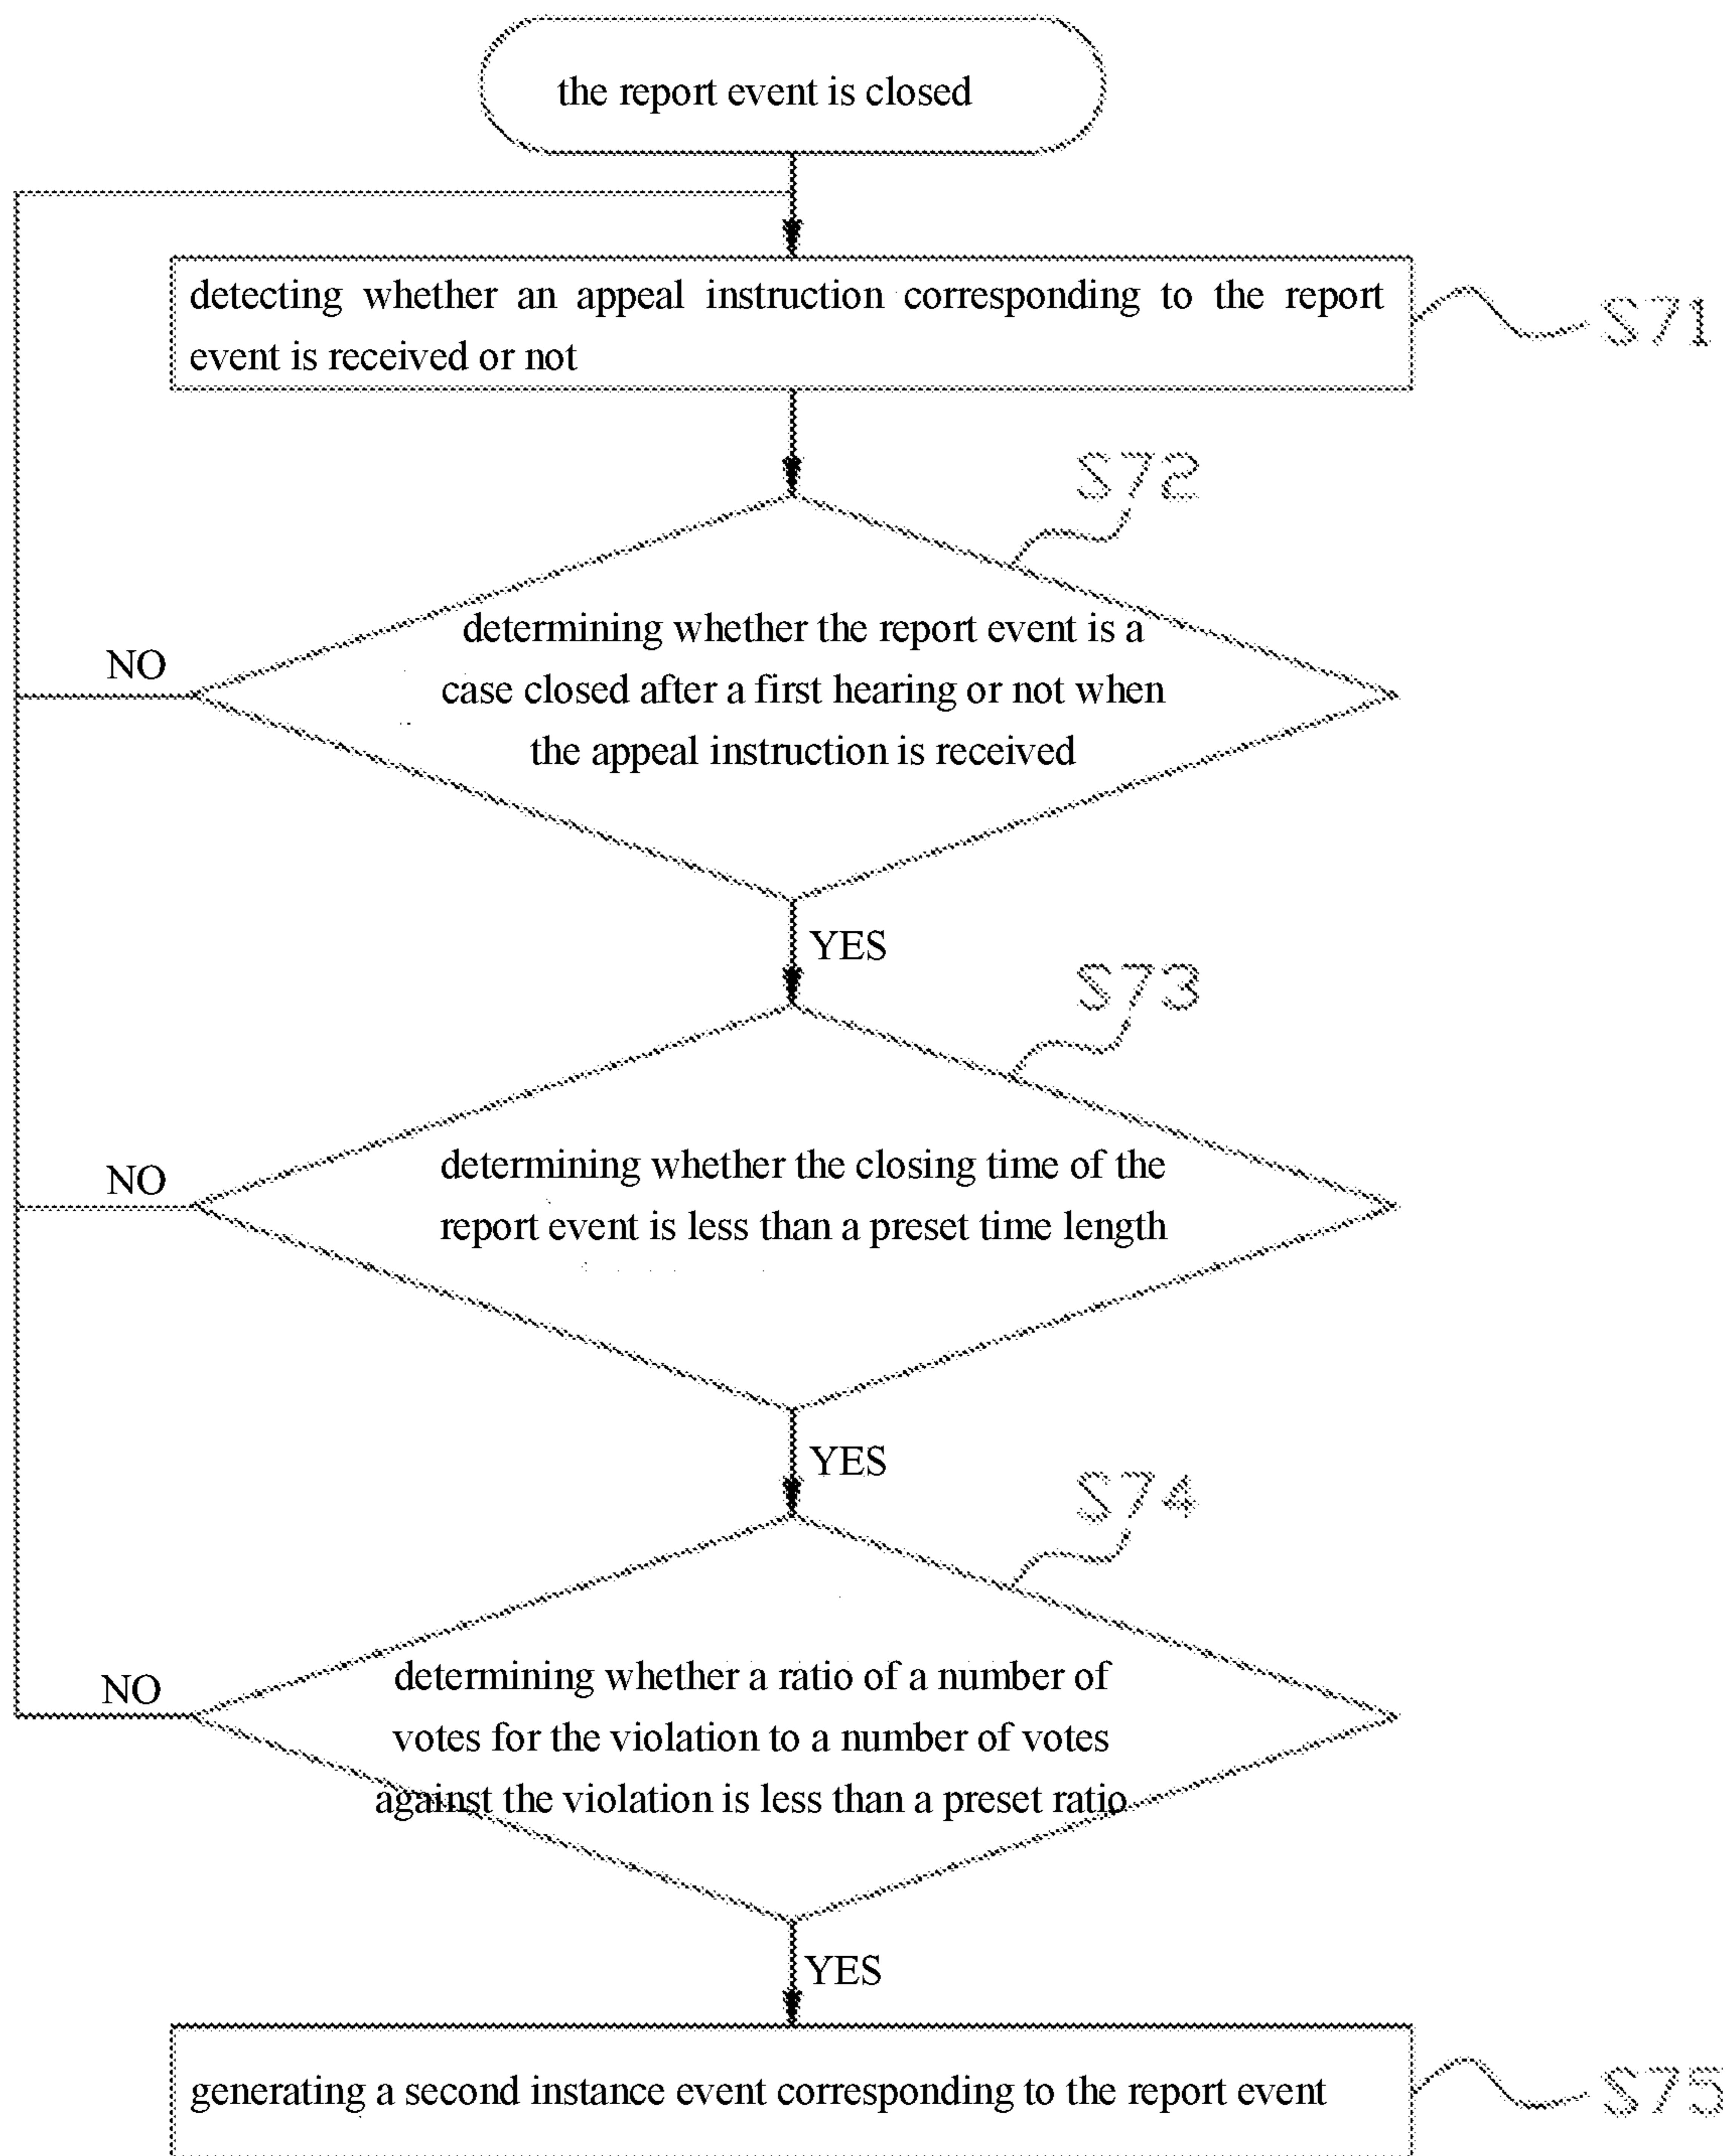 the report event is closed
detecting whether an appeal instruction corresponding to the report
event is received or not
S71
S72
determining whether the report event is a
case closed after a first hearing or not when
the appeal instruction is received
NO
YES
S73
determining whether the closing time of the
report event is less than a preset time length
NO
YES
S74
determining whether a ratio of a number of
votes for the violation to a number of votes
against the violation is less than a preset ratio
NO
YES
generating a second instance event corresponding to the report event
S75